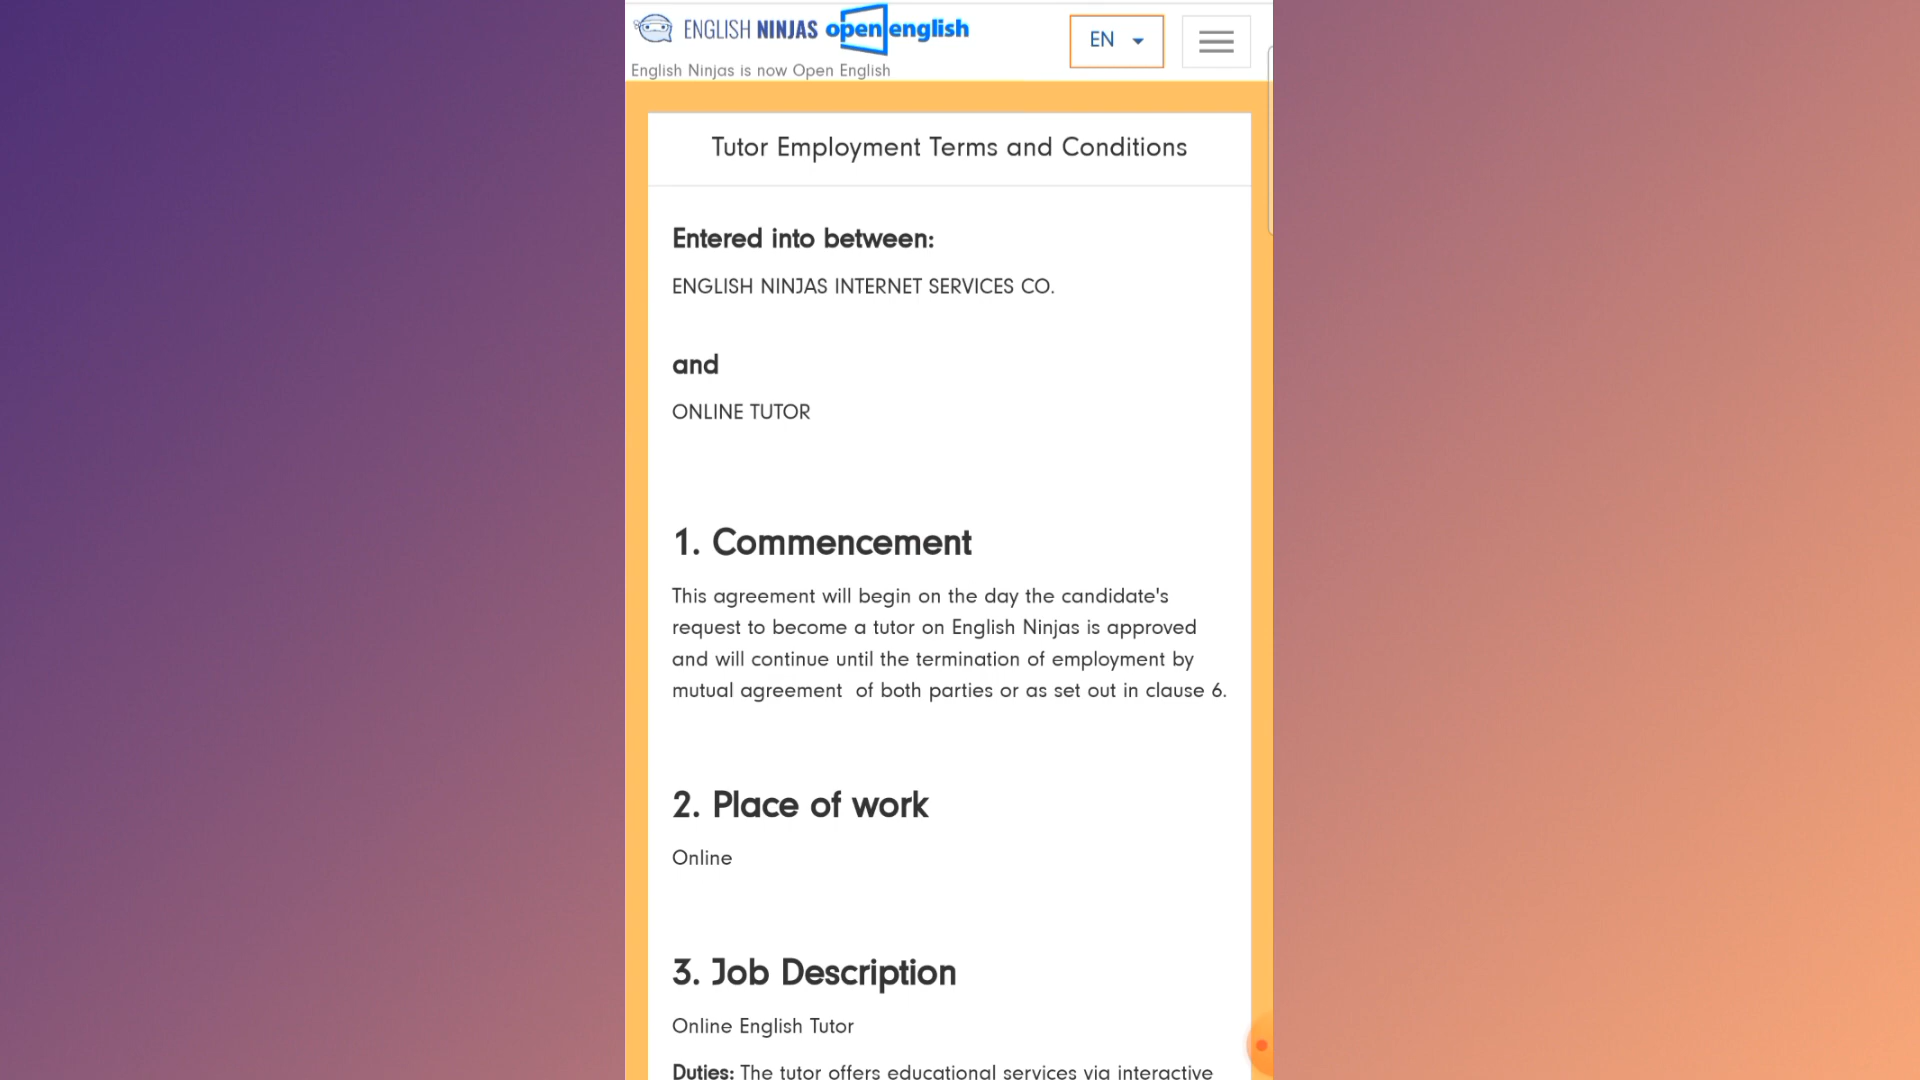 ENGLISH NINJAS openenglish
EN
English Ninjas is now Open English
Tutor Employment Terms and Conditions
Entered into between:
ENGLISH NINJAS INTERNET SERVICES CO.
and
ONLINE TUTOR
1. Commencement
This agreement will begin on the day the candidate's
request to become a tutor on English Ninjas is approved
and will continue until the termination of employment by
mutual agreement  of both parties or as set out in clause 6.
2. Place of work
Online
3. Job Description
Online English Tutor
Duties: The tutor offers educational services via interactive